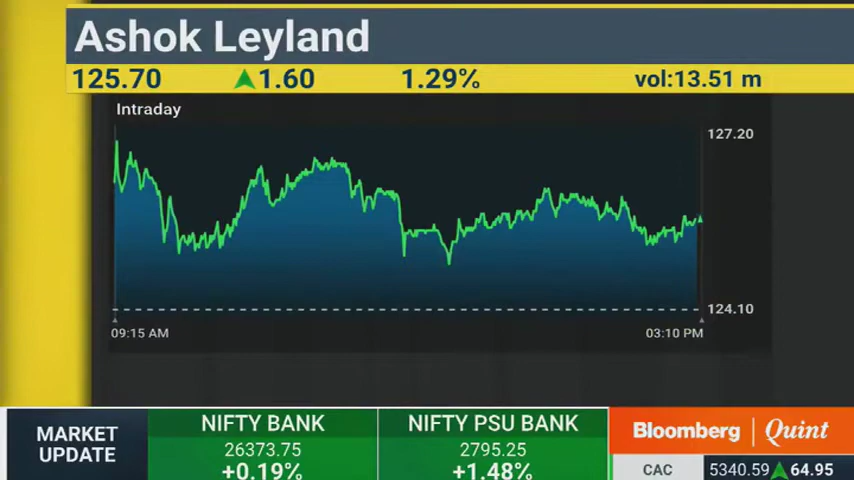 Ashok Leyland
125.70 ▲1.60 1.29% vol:13.51 m
Intraday
127.20
124.10
09:15 AM 03:10 PM
MARKET
UPDATE
NIFTY BANK
26373.75
+0.19%
NIFTY PSU BANK
2795.25
+1.48%
Bloomberg | Quint
CAC 5340.59 ▲ 64.95